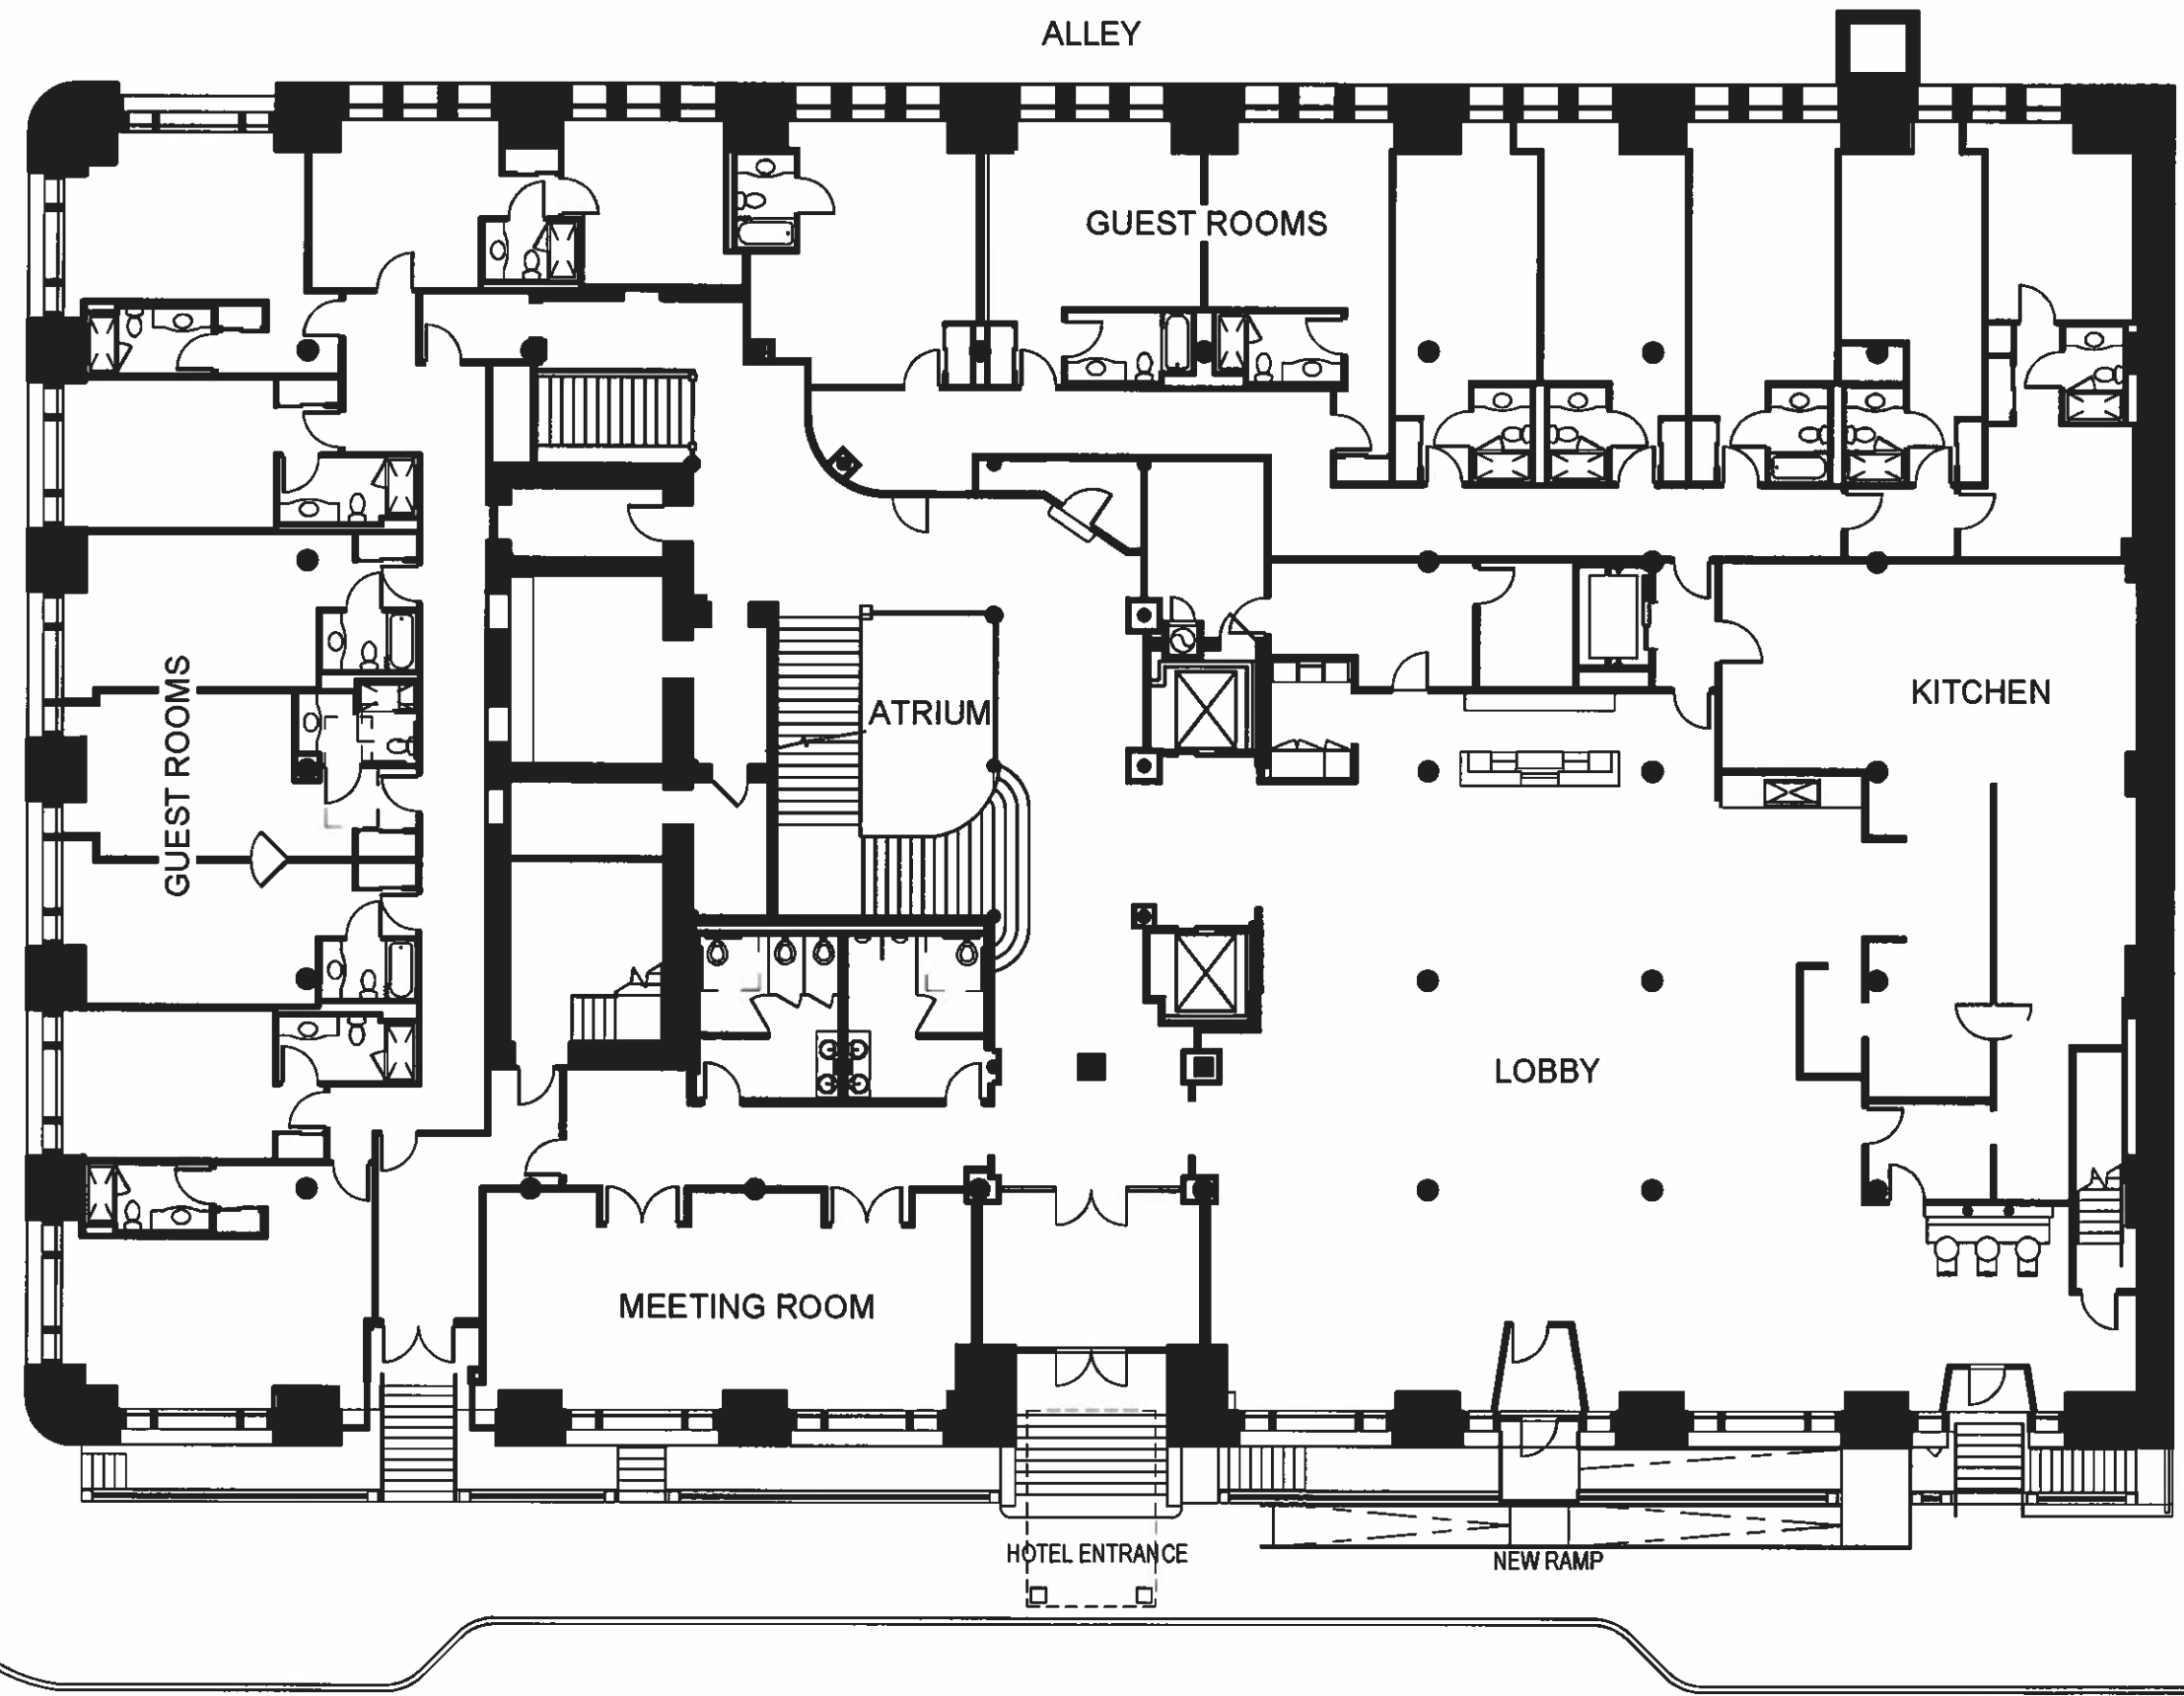 ALLEY
GUEST ROOMS
GUEST ROOMS
ATRIUM
KITCHEN
LOBBY
MEETING ROOM
HOTEL ENTRANCE
NEW RAMP